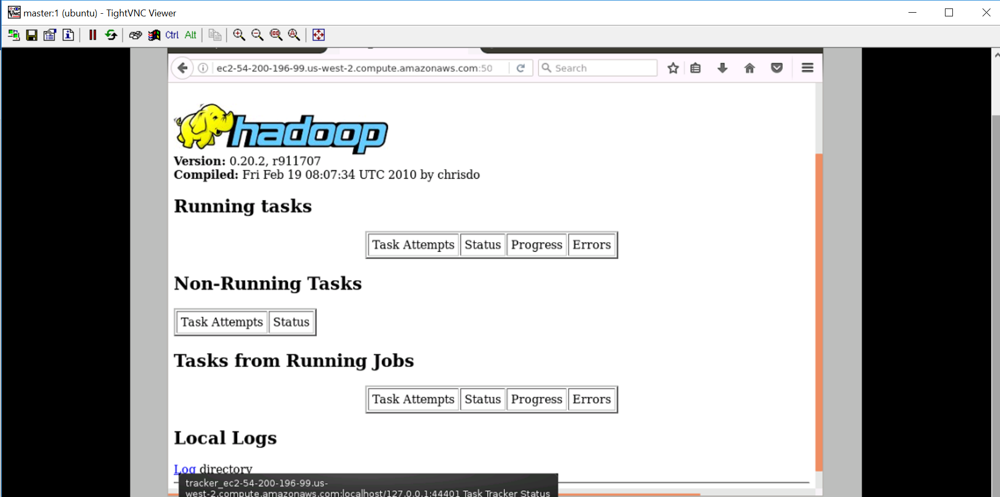 master:1 (ubuntu) - TightVNC Viewer
Ctrl Alt
ec2-54-200-196-99.us-west-2.compute.amazonaws.com:50
Search
hadoop
Version: 0.20.2, r911707
Compiled: Fri Feb 19 08:07:34 UTC 2010 by chrisdo
Running tasks
Task Attempts Status Progress Errors
Non-Running Tasks
Task Attempts Status
Tasks from Running Jobs
Task Attempts Status Progress Errors
Local Logs
Log directory
tracker_ec2-54-200-196-99.us-
west-2.compute.amazonaws.com:localhost/127.0.0.1:44401 Task Tracker Status